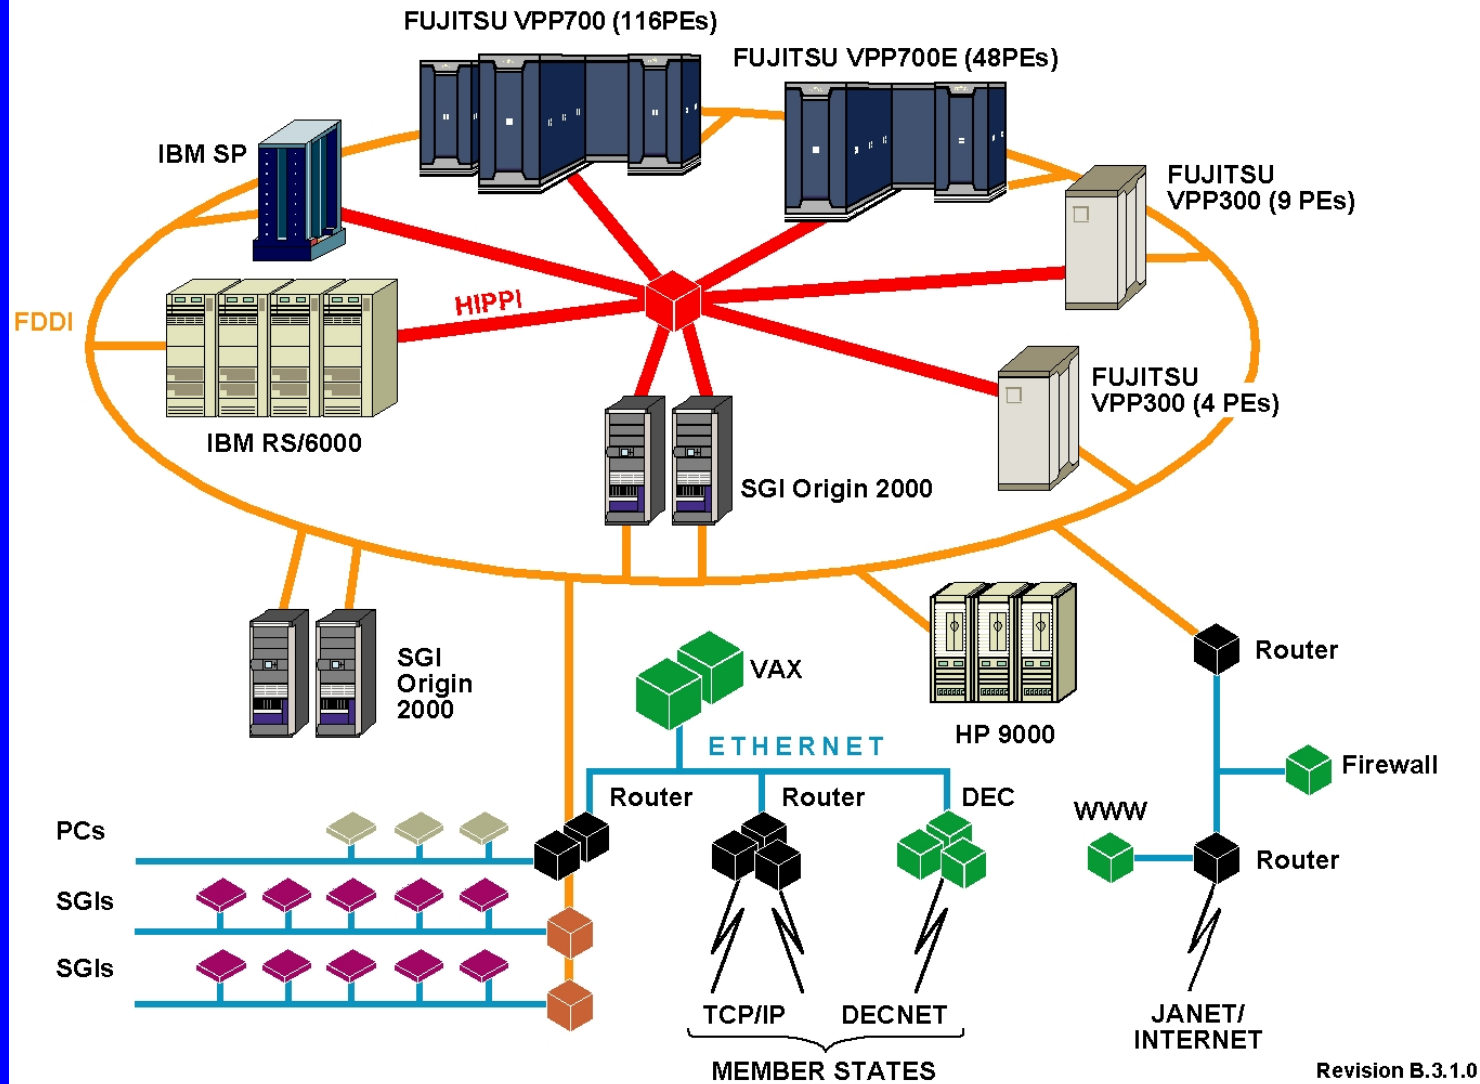 FUJITSU VPP700 (116PEs)
FUJITSU VPP700E (48PEs)
IBM SP
FUJITSU
VPP300 (9 PEs)
HIPPI
FDDI
FUJITSU
VPP300 (4 PEs)
IBM RS/6000
SGI Origin 2000
SGI
Origin
2000
VAX
Router
HP 9000
ETHERNET
Firewall
Router
Router
DEC
WWW
PCs
Router
SGIs
SGIs
TCP/IP
DECNET
JANET/
INTERNET
MEMBER STATES
Revision B.3.1.0